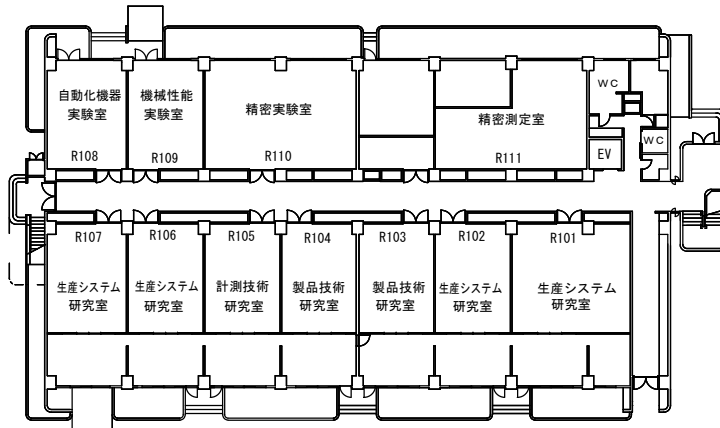 自動化機器
実験室
R108
機械性能
実験室
R109
精密実験室
R110
精密測定室
R111
WC
WC
EV
R107
生産システム
研究室
R106
生産システム
研究室
R105
計測技術
研究室
R104
製品技術
研究室
R103
製品技術
研究室
R102
生産システム
研究室
R101
生産システム
研究室